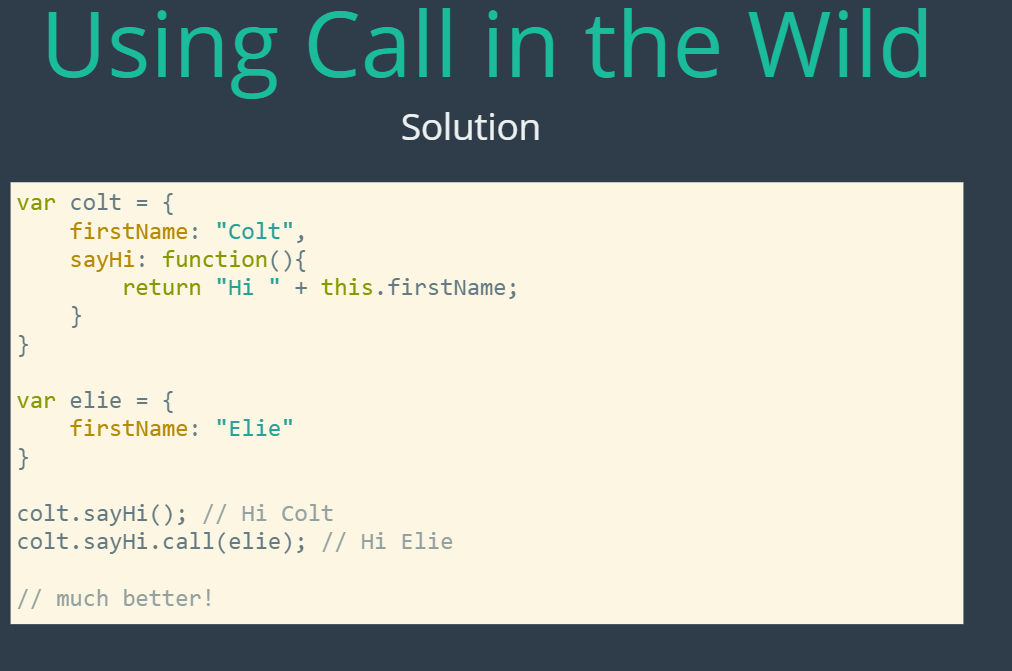 Using Call in the Wild
Solution
var colt = {
    firstName: "Colt",
    sayHi: function(){
        return "Hi " + this.firstName;
    }
}

var elie = {
    firstName: "Elie"
}

colt.sayHi(); // Hi Colt
colt.sayHi.call(elie); // Hi Elie

// much better!